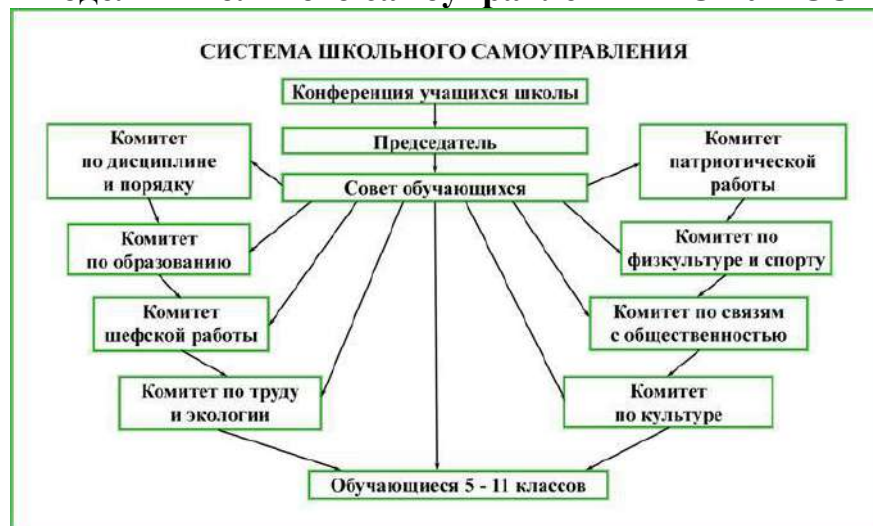 СИСТЕМА ШКОЛЬНОГО САМОУПРАВЛЕНИЯ
Конференция учащихся школы
Председатель
Совет обучающихся
Комитет
по дисциплине
и порядку
Комитет
патриотической
работы
Комитет
по образованию
Комитет по
физкультуре и спорту
Комитет
шефской работы
Комитет по связям
с общественностью
Комитет по труду
и экологии
Комитет
по культуре
Обучающиеся 5 - 11 классов